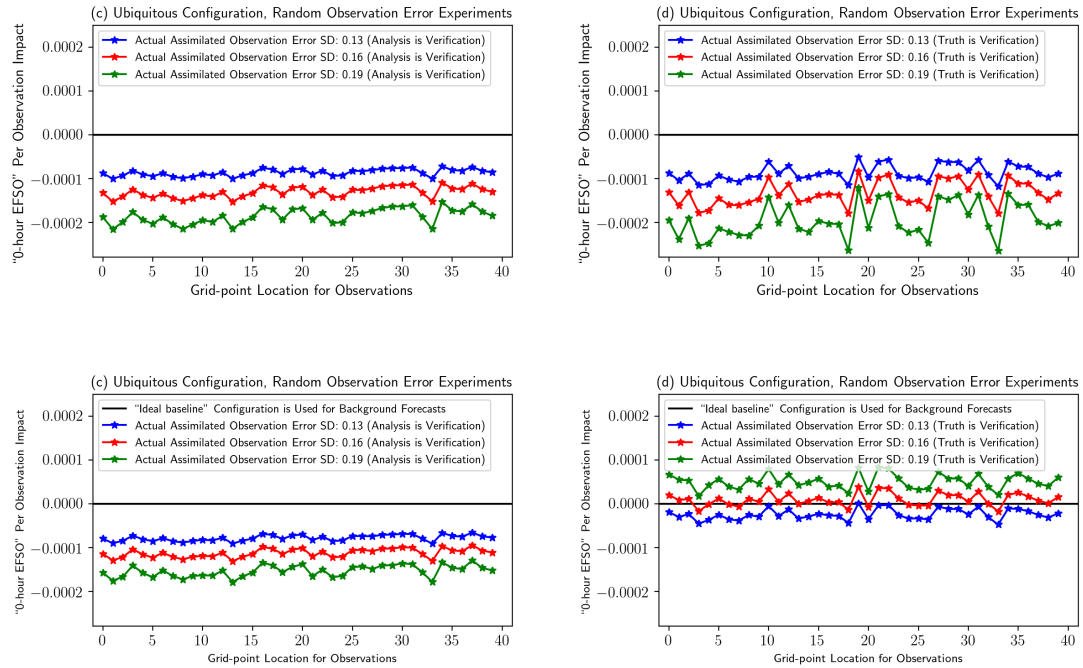 (c) Ubiquitous Configuration, Random Observation Error Experiments
"0-hour EFSO" Per Observation Impact
0.0002
0.0001
0.0000
−0.0001
−0.0002
Actual Assimilated Observation Error SD: 0.13 (Analysis is Verification)
Actual Assimilated Observation Error SD: 0.16 (Analysis is Verification)
Actual Assimilated Observation Error SD: 0.19 (Analysis is Verification)
0 5 10 15 20 25 30 35 40
Grid-point Location for Observations
(d) Ubiquitous Configuration, Random Observation Error Experiments
"0-hour EFSO" Per Observation Impact
0.0002
0.0001
0.0000
−0.0001
−0.0002
Actual Assimilated Observation Error SD: 0.13 (Truth is Verification)
Actual Assimilated Observation Error SD: 0.16 (Truth is Verification)
Actual Assimilated Observation Error SD: 0.19 (Truth is Verification)
0 5 10 15 20 25 30 35 40
Grid-point Location for Observations
(c) Ubiquitous Configuration, Random Observation Error Experiments
"0-hour EFSO" Per Observation Impact
0.0002
0.0001
0.0000
−0.0001
−0.0002
"Ideal baseline" Configuration is Used for Background Forecasts
Actual Assimilated Observation Error SD: 0.13 (Analysis is Verification)
Actual Assimilated Observation Error SD: 0.16 (Analysis is Verification)
Actual Assimilated Observation Error SD: 0.19 (Analysis is Verification)
0 5 10 15 20 25 30 35 40
Grid-point Location for Observations
(d) Ubiquitous Configuration, Random Observation Error Experiments
"0-hour EFSO" Per Observation Impact
0.0002
0.0001
0.0000
−0.0001
−0.0002
"Ideal baseline" Configuration is Used for Background Forecasts
Actual Assimilated Observation Error SD: 0.13 (Truth is Verification)
Actual Assimilated Observation Error SD: 0.16 (Truth is Verification)
Actual Assimilated Observation Error SD: 0.19 (Truth is Verification)
0 5 10 15 20 25 30 35 40
Grid-point Location for Observations